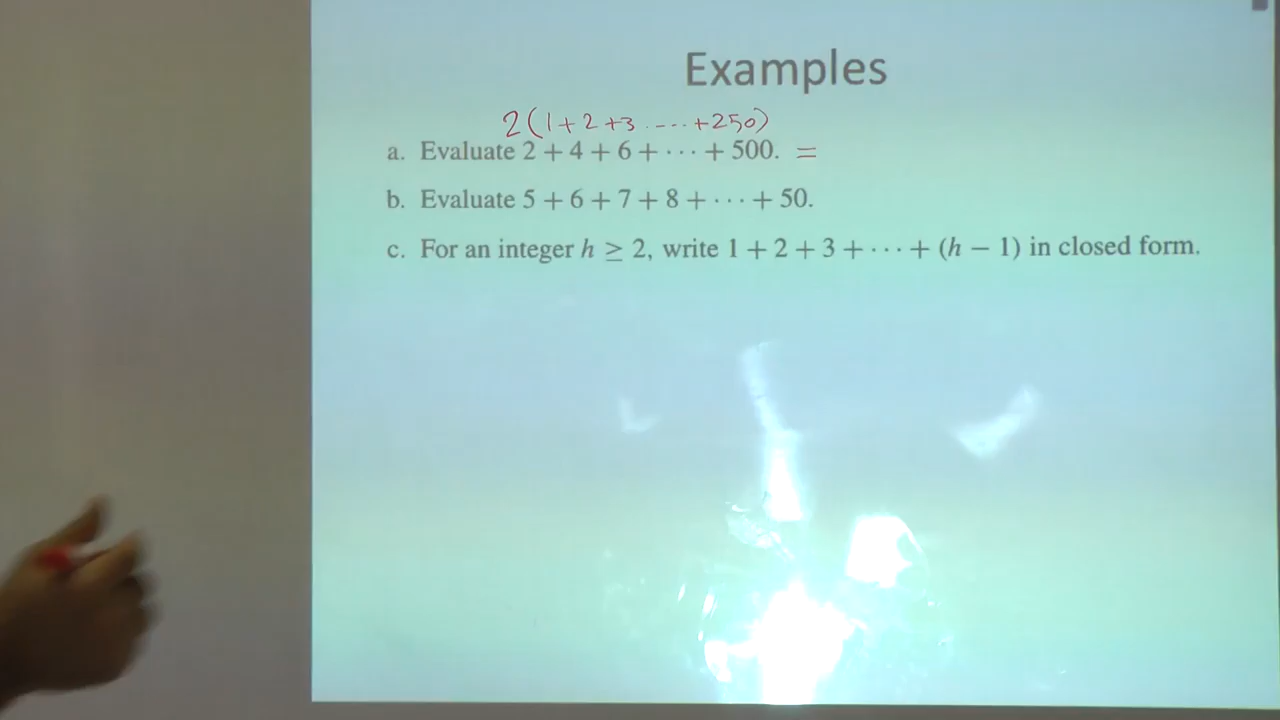 Examples
2(1+2+3 ---- +250)
a. Evaluate 2 + 4 + 6 + ··· + 500. =
b. Evaluate 5 + 6 + 7 + 8 + ··· + 50.
c. For an integer h ≥ 2, write 1 + 2 + 3 + ··· + (h − 1) in closed form.